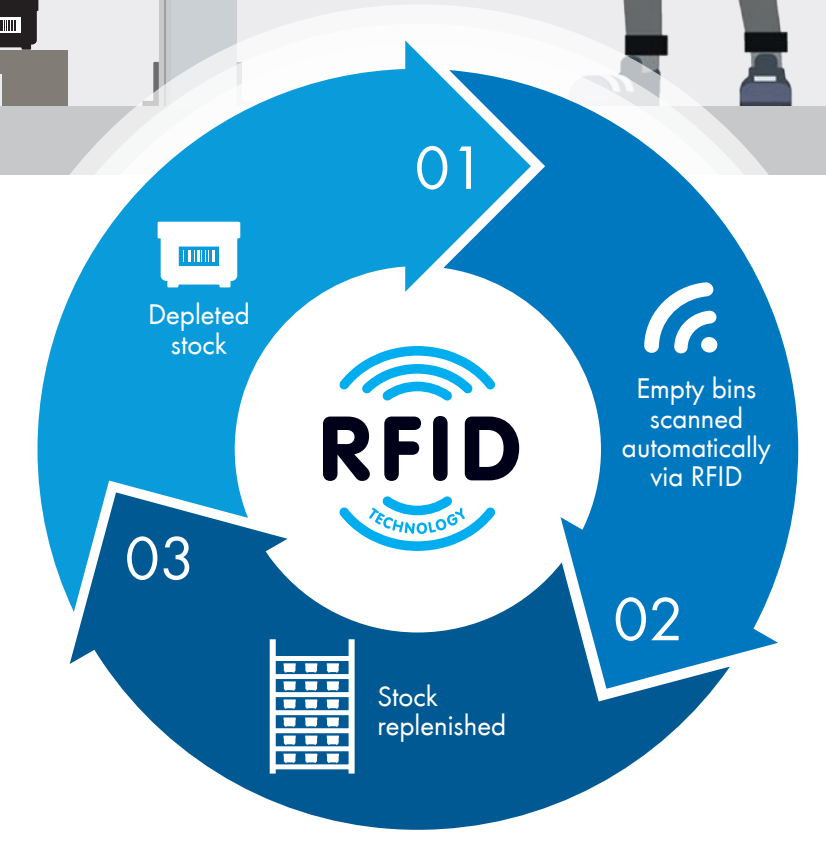 01
Depleted
stock
Empty bins
scanned
automatically
via RFID
02
RFID
TECHNOLOGY
03
Stock
replenished